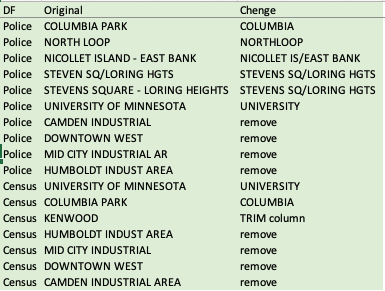 DF Original Chenge
Police COLUMBIA PARK COLUMBIA
Police NORTH LOOP NORTHLOOP
Police NICOLLET ISLAND - EAST BANK NICOLLET IS/EAST BANK
Police STEVEN SQ/LORING HGTS STEVENS SQ/LORING HGTS
Police STEVENS SQUARE - LORING HEIGHTS STEVENS SQ/LORING HGTS
Police UNIVERSITY OF MINNESOTA UNIVERSITY
Police CAMDEN INDUSTRIAL remove
Police DOWNTOWN WEST remove
Police MID CITY INDUSTRIAL AR remove
Police HUMBOLDT INDUST AREA remove
Census UNIVERSITY OF MINNESOTA UNIVERSITY
Census COLUMBIA PARK COLUMBIA
Census KENWOOD TRIM column
Census HUMBOLDT INDUST AREA remove
Census MID CITY INDUSTRIAL remove
Census DOWNTOWN WEST remove
Census CAMDEN INDUSTRIAL AREA remove